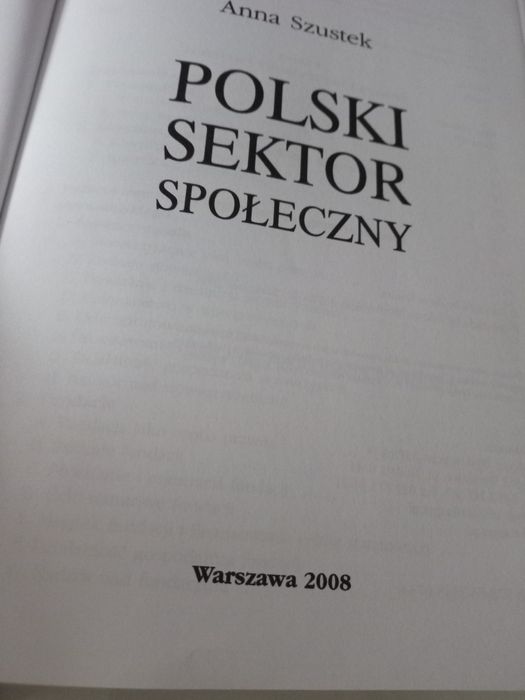 Anna Szustek
POLSKI
SEKTOR
SPOŁECZNY
Warszawa 2008